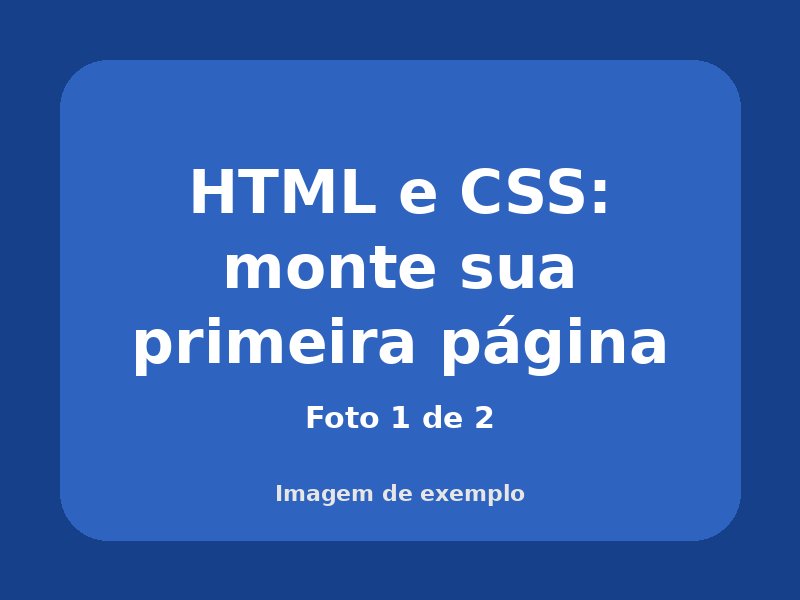 HTML e CSS:
monte sua
primeira página
Foto 1 de 2
Imagem de exemplo